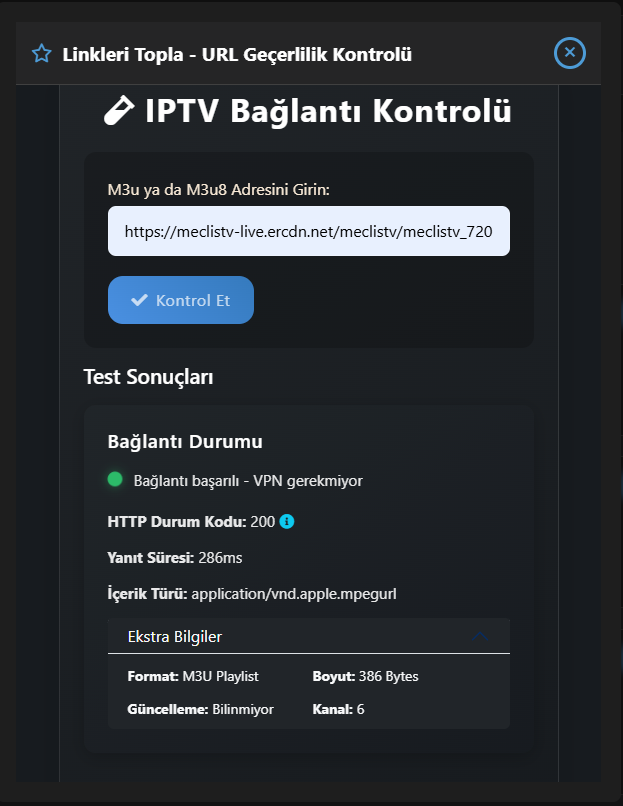 Linkleri Topla - URL Geçerlilik Kontrolü
IPTV Bağlantı Kontrolü
M3u ya da M3u8 Adresini Girin:
https://meclistv-live.ercdn.net/meclistv/meclistv_720
Kontrol Et
Test Sonuçları
Bağlantı Durumu
Bağlantı başarılı - VPN gerekmiyor
HTTP Durum Kodu: 200
Yanıt Süresi: 286ms
İçerik Türü: application/vnd.apple.mpegurl
Ekstra Bilgiler
Format: M3U Playlist Boyut: 386 Bytes
Güncelleme: Bilinmiyor Kanal: 6